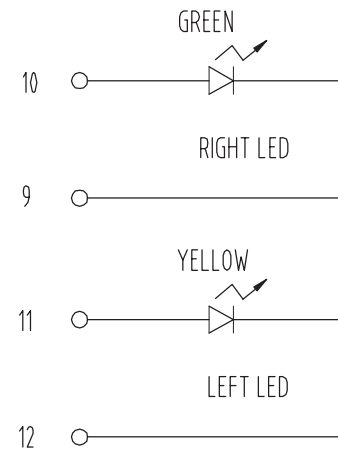 GREEN
10
RIGHT LED
9
YELLOW
11
LEFT LED
12